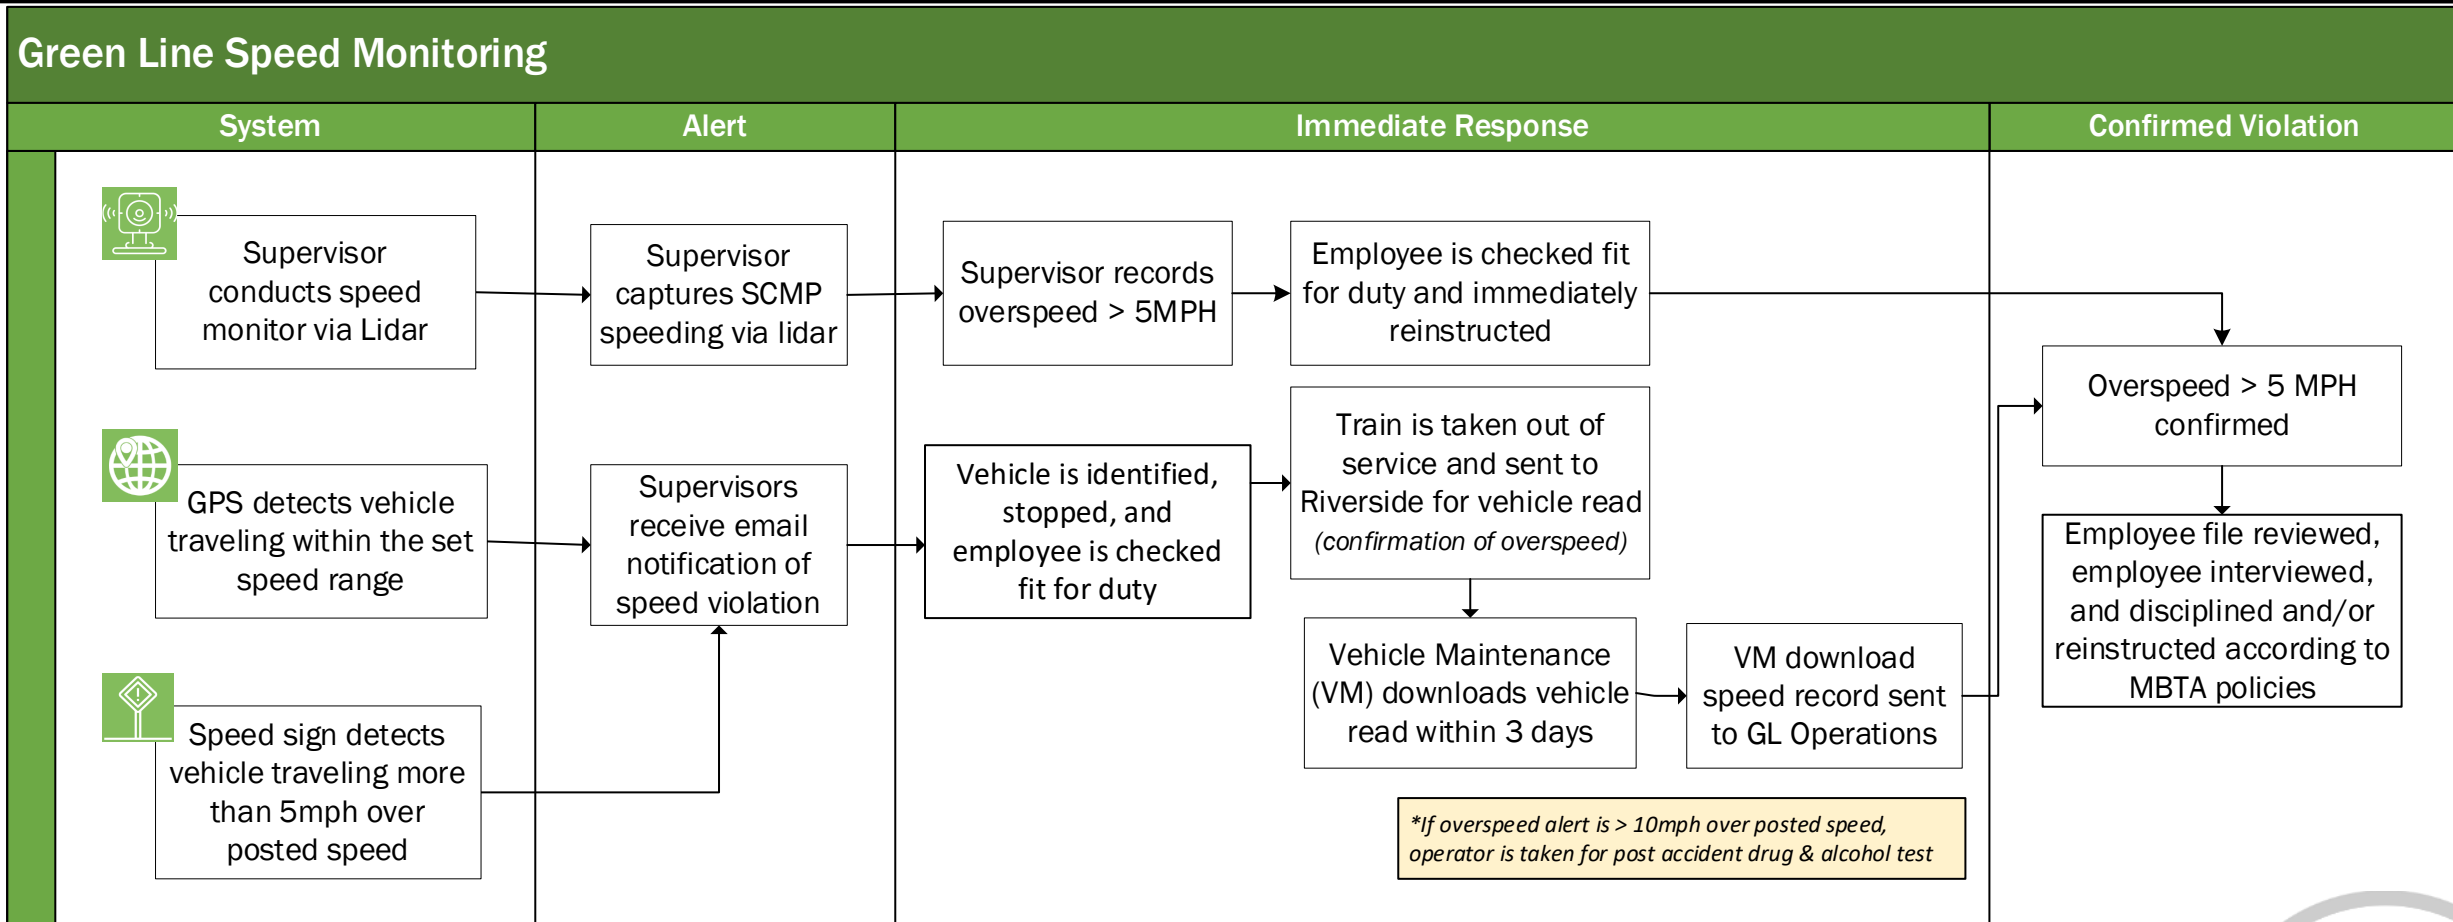 Green Line Speed Monitoring
System
Alert
Immediate Response
Confirmed Violation
Supervisor
conducts speed
monitor via Lidar
Supervisor
captures SCMP
speeding via lidar
Supervisor records
overspeed > 5MPH
Employee is checked fit
for duty and immediately
reinstructed
Overspeed > 5 MPH
confirmed
GPS detects vehicle
traveling within the set
speed range
Supervisors
receive email
notification of
speed violation
Vehicle is identified,
stopped, and
employee is checked
fit for duty
Train is taken out of
service and sent to
Riverside for vehicle read
(confirmation of overspeed)
Employee file reviewed,
employee interviewed,
and disciplined and/or
reinstructed according to
MBTA policies
Vehicle Maintenance
(VM) downloads vehicle
read within 3 days
VM download
speed record sent
to GL Operations
Speed sign detects
vehicle traveling more
than 5mph over
posted speed
*If overspeed alert is > 10mph over posted speed,
operator is taken for post accident drug & alcohol test